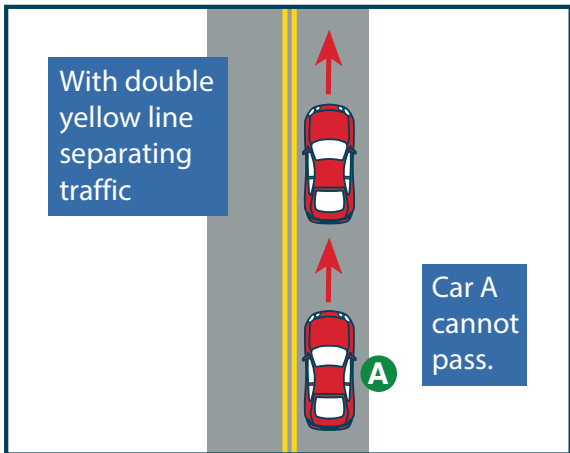 With double
yellow line
separating
traffic
Car A
cannot
pass.
A